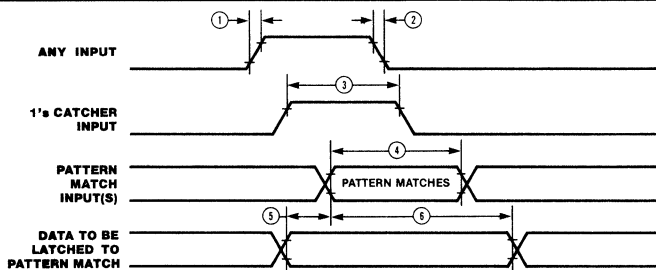 1
2
ANY INPUT
3
1's CATCHER
INPUT
4
PATTERN
MATCH
INPUT(S)
PATTERN MATCHES
5
6
DATA TO BE
LATCHED TO
PATTERN MATCH